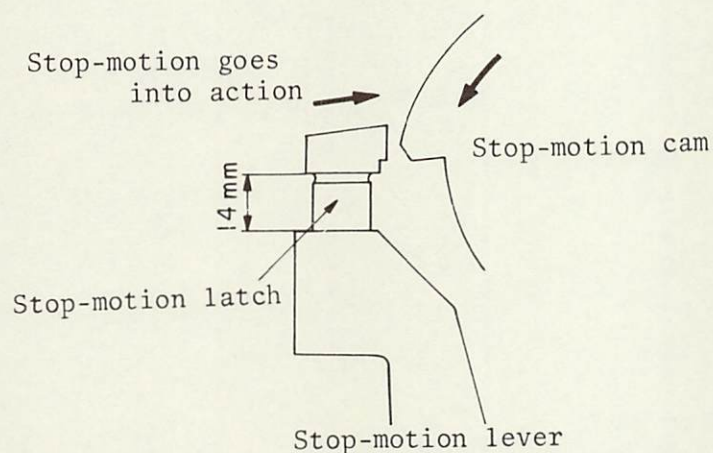 Stop-motion goes
into action
Stop-motion cam
14 mm
Stop-motion latch
Stop-motion lever